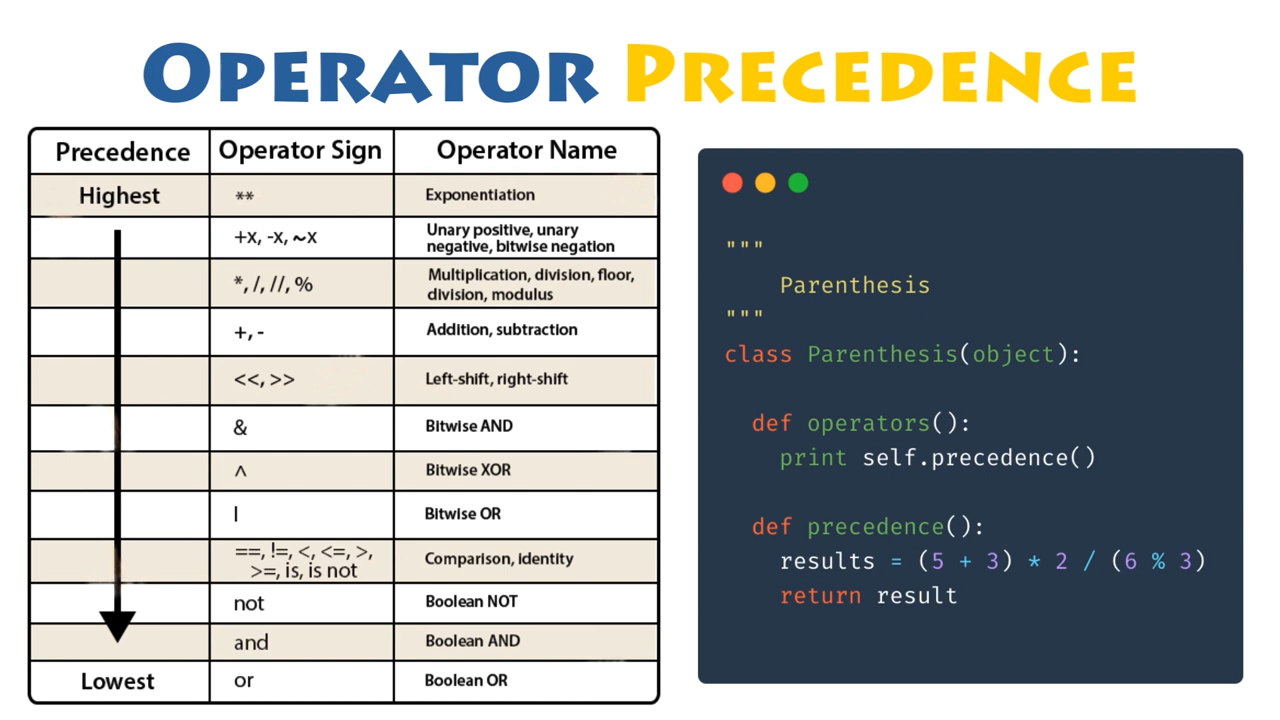 OPERATOR PRECEDENCE
Precedence Operator Sign Operator Name
Highest ** Exponentiation
+x, -x, ~x Unary positive, unary
negative, bitwise negation
*, /, //, % Multiplication, division, floor,
division, modulus
+, - Addition, subtraction
<<, >> Left-shift, right-shift
& Bitwise AND
^ Bitwise XOR
| Bitwise OR
==, !=, <, <=, >,
>=, is, is not Comparison, identity
not Boolean NOT
and Boolean AND
Lowest or Boolean OR
"""
Parenthesis
"""
class Parenthesis(object):
def operators():
print self.precedence()
def precedence():
results = (5 + 3) * 2 / (6 % 3)
return result